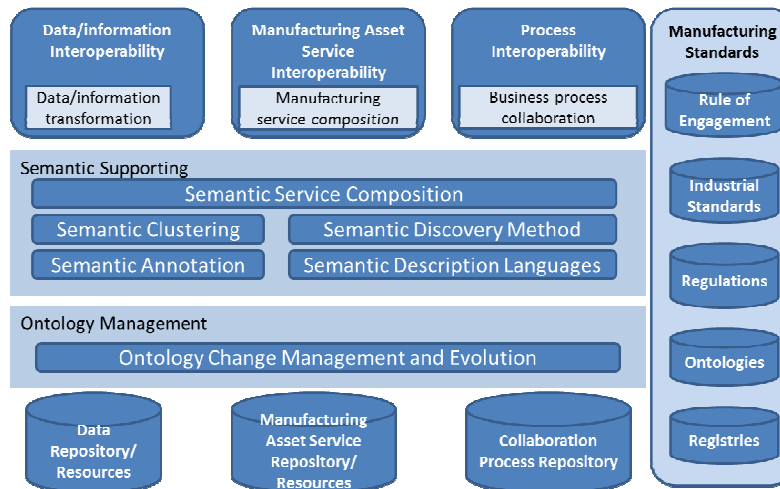 Data/information
Interoperability
Data/information
transformation
Manufacturing Asset
Service
Interoperability
Manufacturing
service composition
Process
Interoperability
Business process
collaboration
Manufacturing
Standards
Rule of
Engagement
Industrial
Standards
Regulations
Ontologies
Registries
Semantic Supporting
Semantic Service Composition
Semantic Clustering
Semantic Discovery Method
Semantic Annotation
Semantic Description Languages
Ontology Management
Ontology Change Management and Evolution
Data
Repository/
Resources
Manufacturing
Asset Service
Repository/
Resources
Collaboration
Process Repository